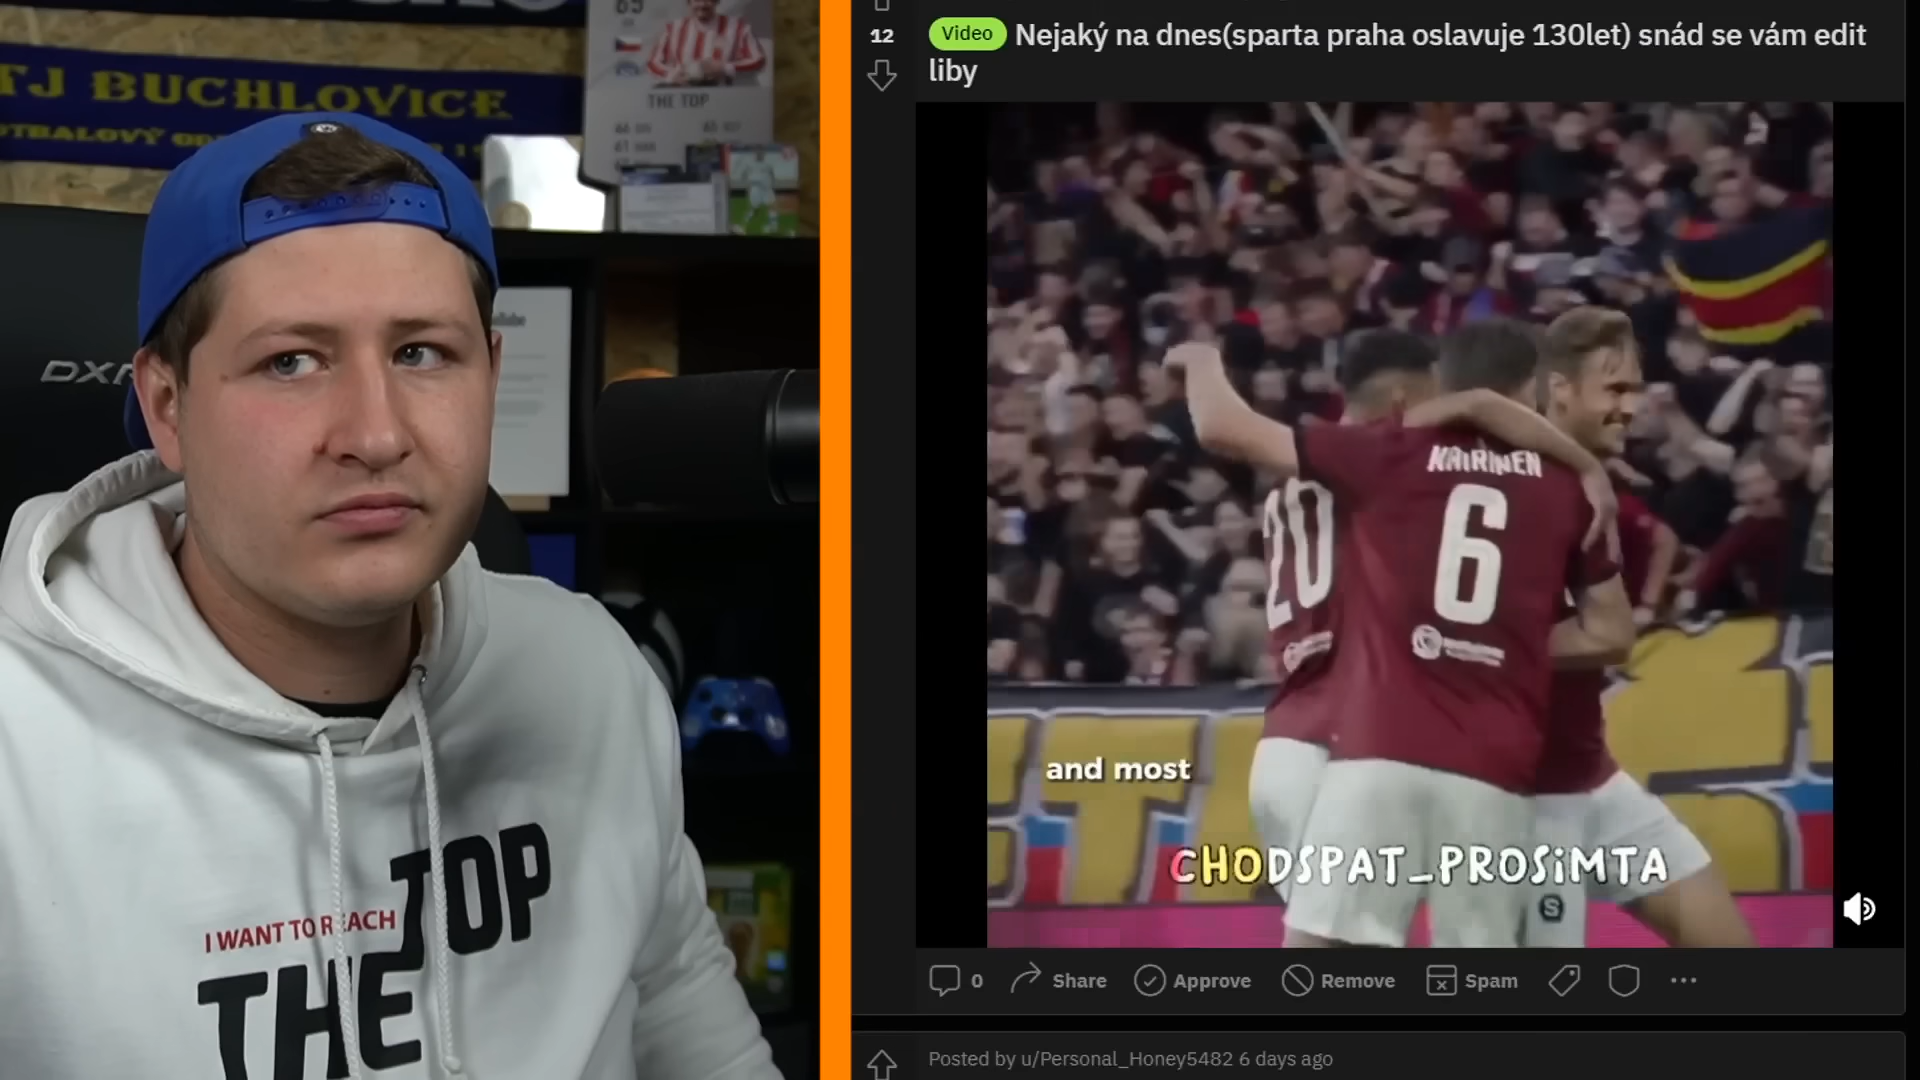 TJ BUCHLOVICE
THE TOP
DXR
I WANT TO REACH
THE TOP
12
Video Nejaký na dnes(sparta praha oslavuje 130let) snád se vám edit
liby
KAIRINEN
20
6
and most
CHODSPAT_PROSiMTA
S
0 Share Approve Remove Spam
Posted by u/Personal_Honey5482 6 days ago